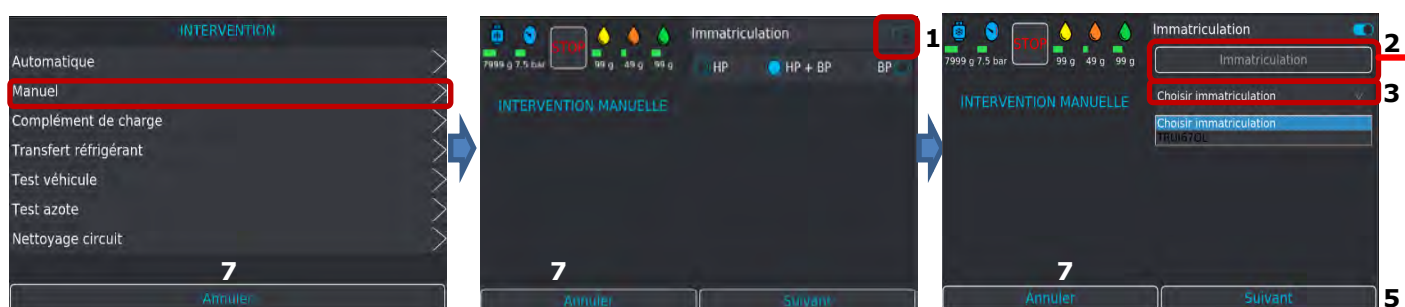 INTERVENTION
Automatique
Manuel
Complément de charge
Transfert réfrigérant
Test véhicule
Test azote
Nettoyage circuit
7
Annuler
STOP
7999 g 7.5 bar
99 g 49 g 99 g
Immatriculation
1
HP
HP + BP
BP
INTERVENTION MANUELLE
7
Annuler
Suivant
STOP
7999 g 7.5 bar
99 g 49 g 99 g
Immatriculation
Immatriculation
2
Choisir immatriculation
3
Choisir immatriculation
INTERVENTION MANUELLE
7
Annuler
Suivant
5